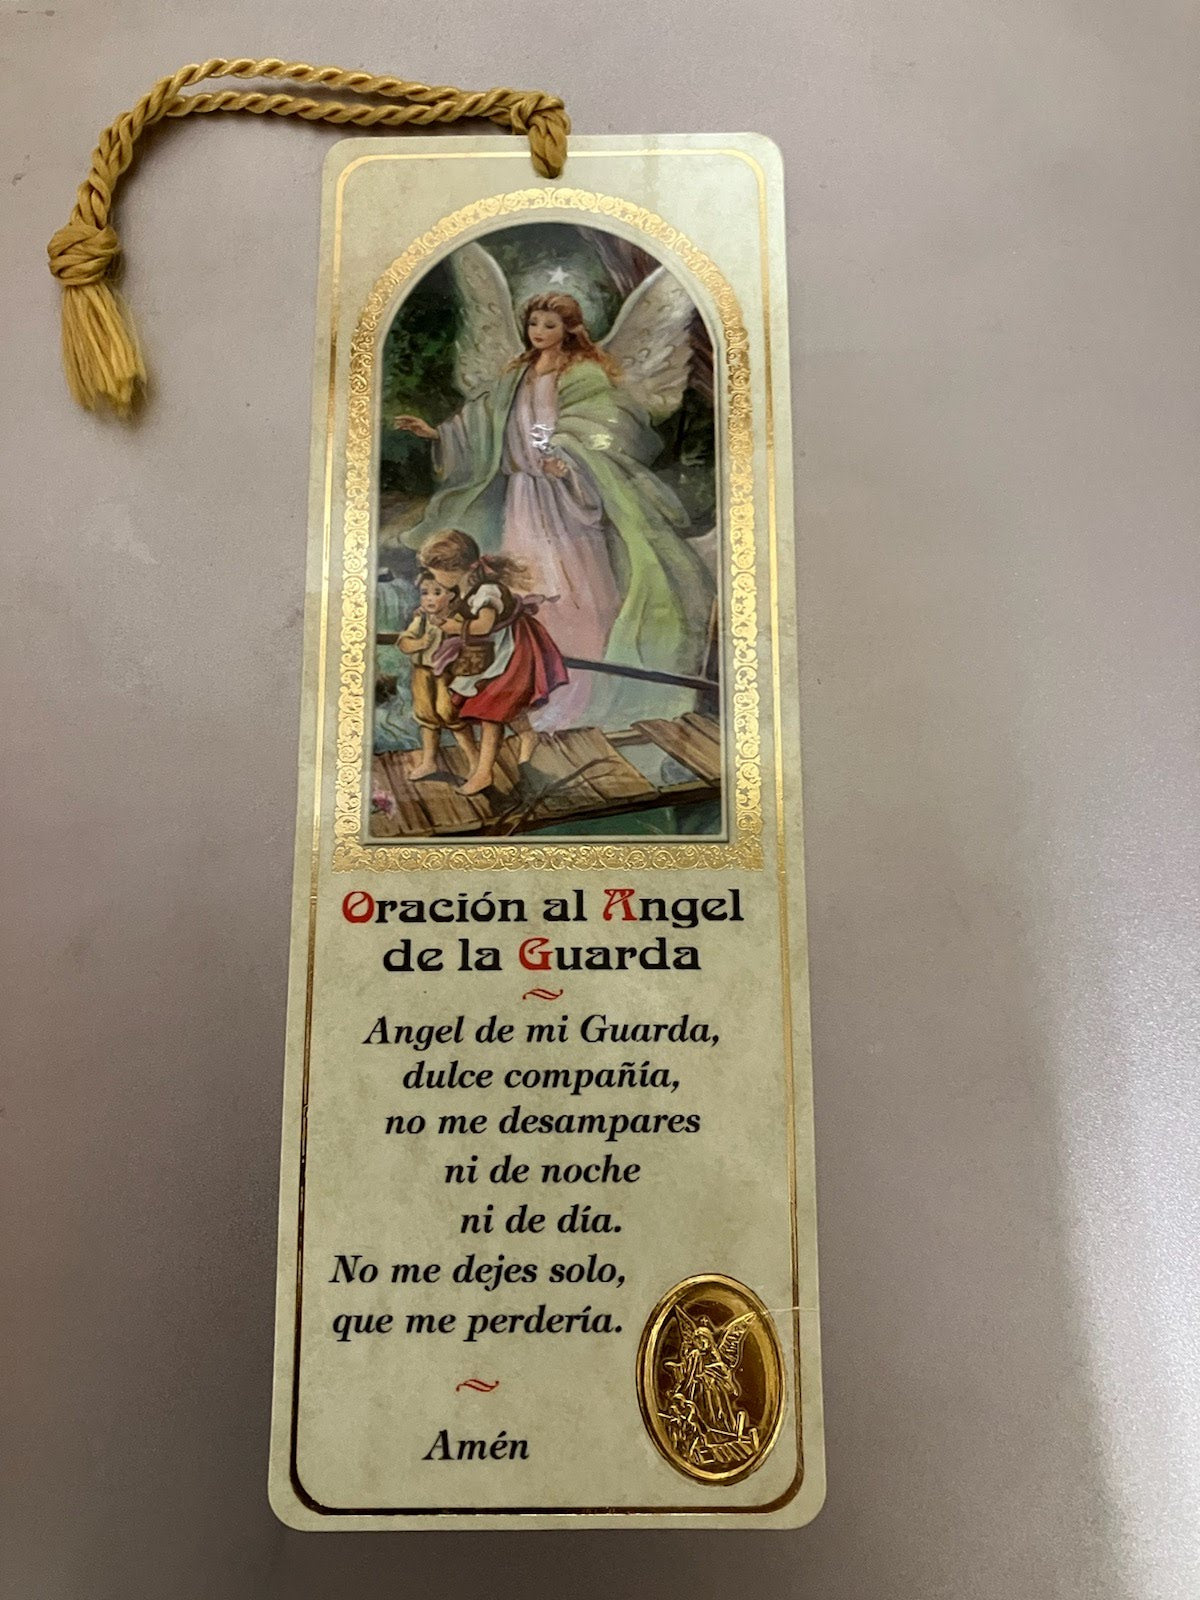 Oración al Angel
de la Guarda
Angel de mi Guarda,
dulce compañía,
no me desampares
ni de noche
ni de día.
No me dejes solo,
que me perdería.
Amén